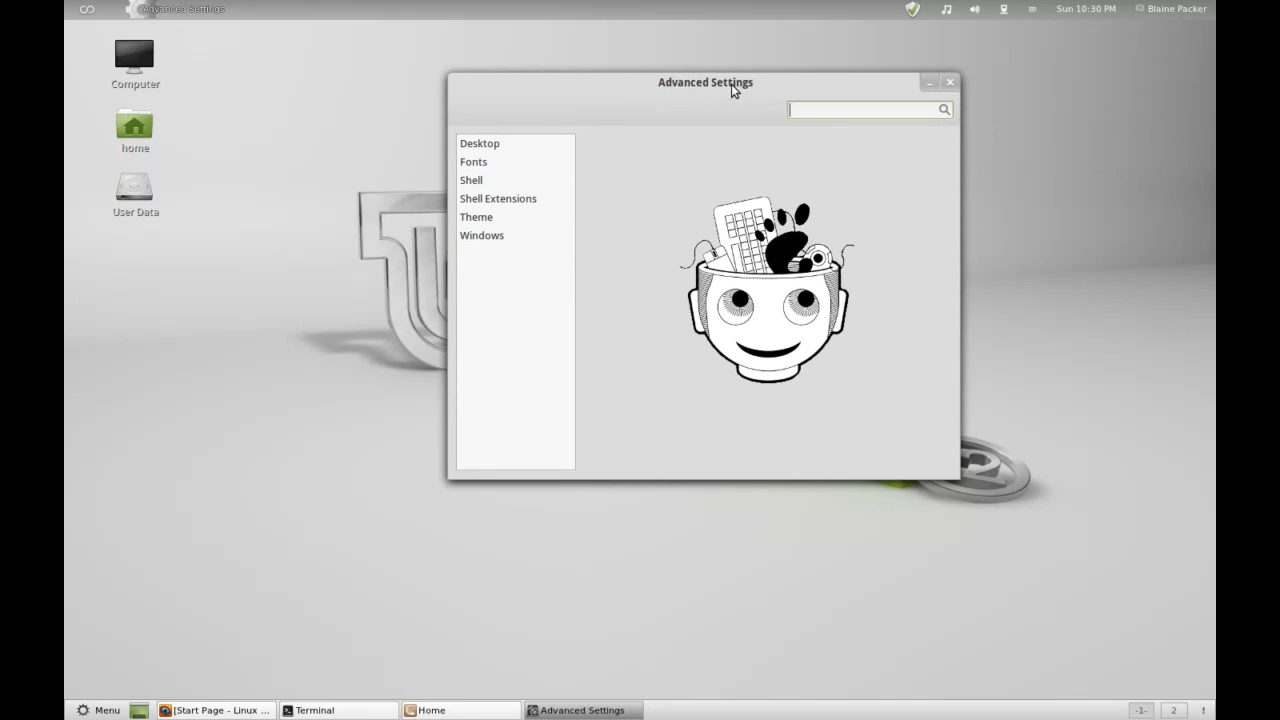 Advanced Settings
Sun 10:30 PM
Blaine Packer
Computer
home
User Data
Advanced Settings
Desktop
Fonts
Shell
Shell Extensions
Theme
Windows
12
Menu
[Start Page - Linux ...
Terminal
Home
Advanced Settings
-1-
2
!